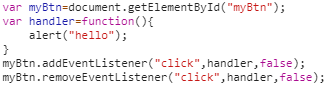 var myBtn=document.getElementById("myBtn");
var handler=function(){
    alert("hello");
}
myBtn.addEventListener("click",handler,false);
myBtn.removeEventListener("click",handler,false);